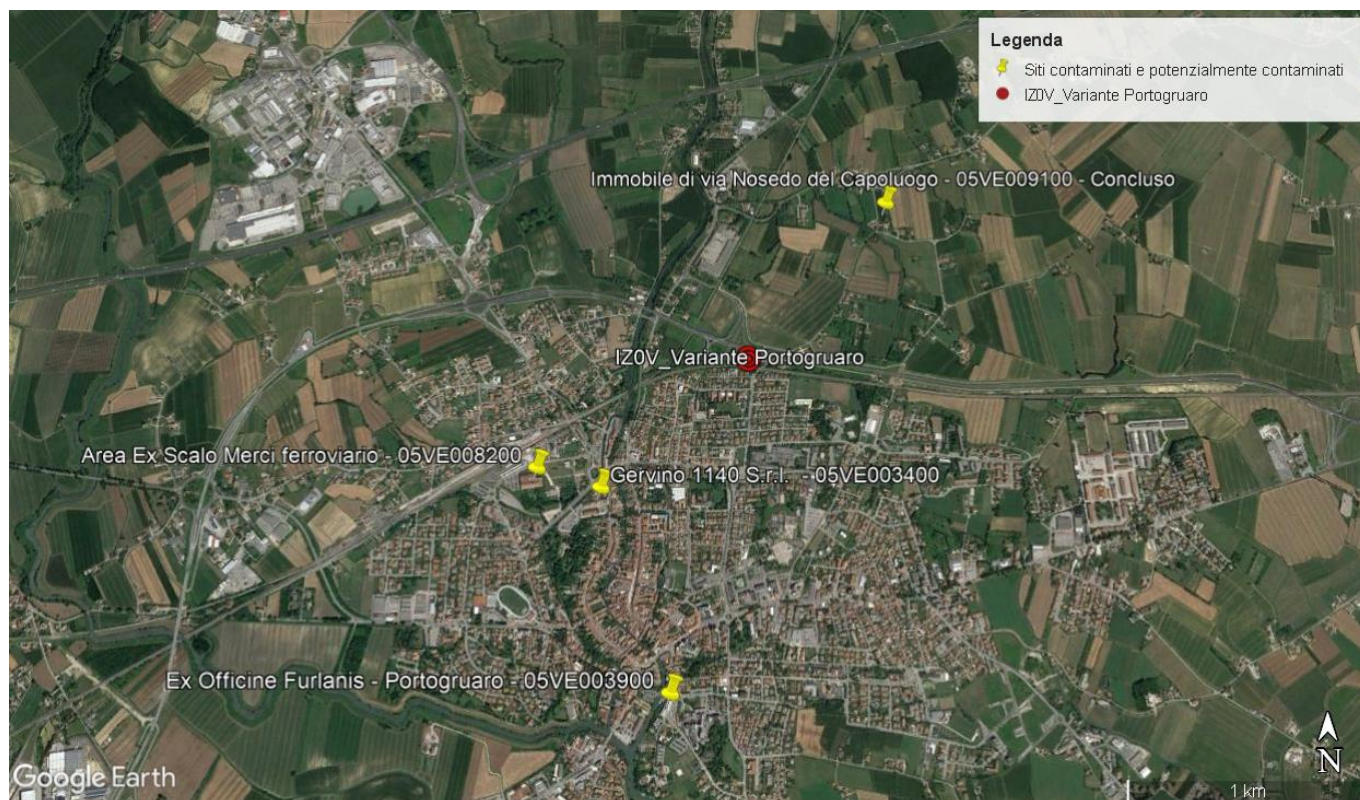 Legenda
Siti contaminati e potenzialmente contaminati
IZ0V_Variante Portogruaro
Immobile di via Nosedo del Capoluogo - 05VE009100 - Concluso
IZ0V_Variante Portogruaro
Area Ex Scalo Merci ferroviario - 05VE008200
Gervino 1140 S.r.l. - 05VE003400
Ex Officine Furlanis - Portogruaro - 05VE003900
N
Google Earth
1 km